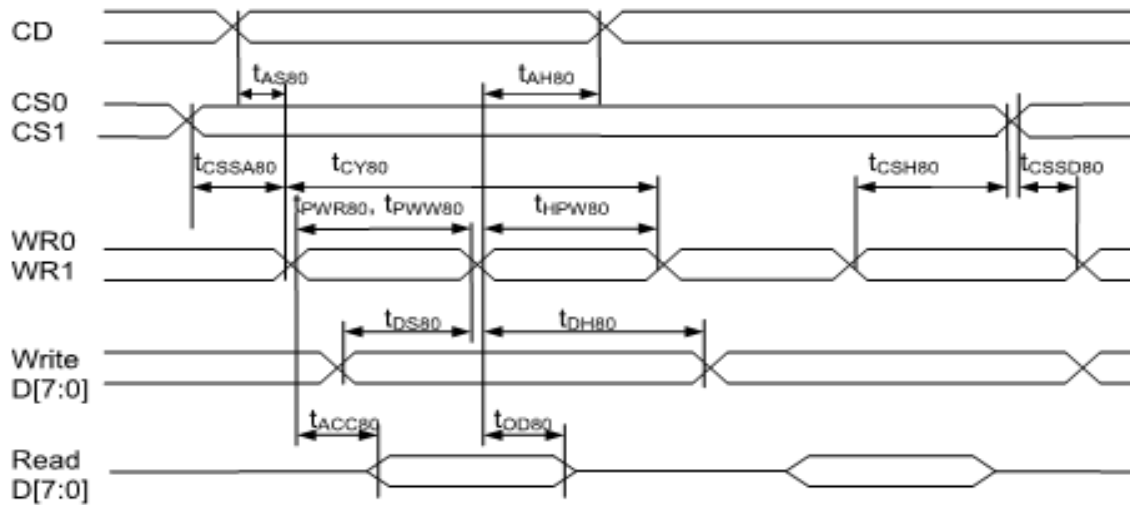 CD
tAS80 tAH80
CS0
CS1
tCSSA80 tCY80 tCSH80 tCSSD80
tPWR80, tPWW80 tHPW80
WR0
WR1
tDS80 tDH80
Write
D[7:0]
tACC80 tOD80
Read
D[7:0]